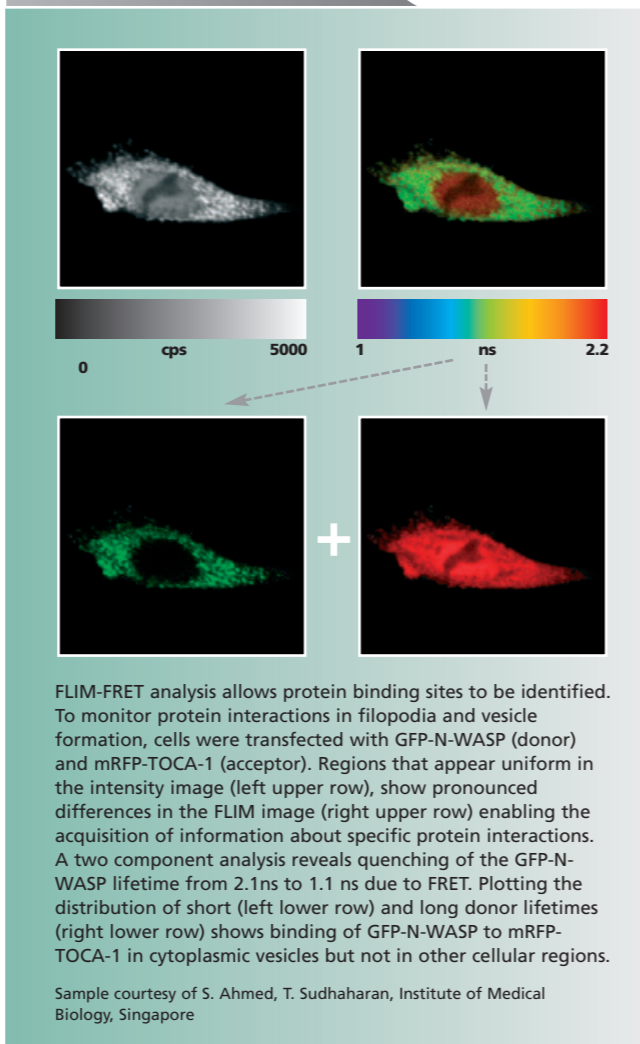 cps
5000
0
1
ns
2.2
+
FLIM-FRET analysis allows protein binding sites to be identified.
To monitor protein interactions in filopodia and vesicle
formation, cells were transfected with GFP-N-WASP (donor)
and mRFP-TOCA-1 (acceptor). Regions that appear uniform in
the intensity image (left upper row), show pronounced
differences in the FLIM image (right upper row) enabling the
acquisition of information about specific protein interactions.
A two component analysis reveals quenching of the GFP-N-
WASP lifetime from 2.1ns to 1.1 ns due to FRET. Plotting the
distribution of short (left lower row) and long donor lifetimes
(right lower row) shows binding of GFP-N-WASP to mRFP-
TOCA-1 in cytoplasmic vesicles but not in other cellular regions.
Sample courtesy of S. Ahmed, T. Sudhaharan, Institute of Medical
Biology, Singapore